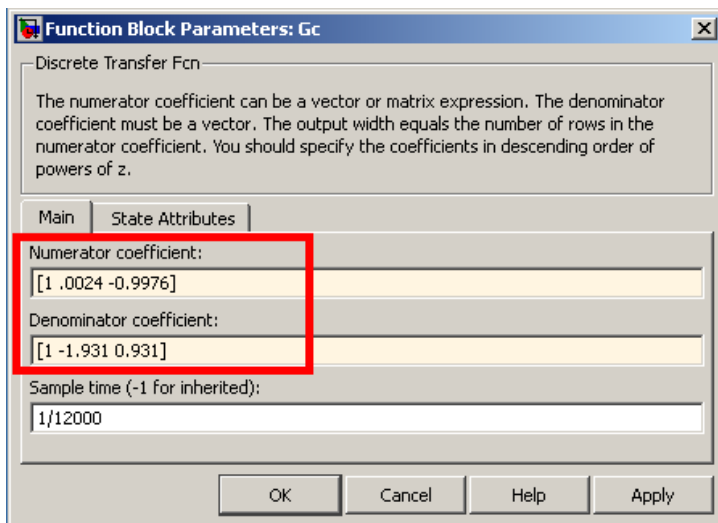 Function Block Parameters: Gc
Discrete Transfer Fcn
The numerator coefficient can be a vector or matrix expression. The denominator
coefficient must be a vector. The output width equals the number of rows in the
numerator coefficient. You should specify the coefficients in descending order of
powers of z.
Main State Attributes
Numerator coefficient:
[1 .0024 -0.9976]
Denominator coefficient:
[1 -1.931 0.931]
Sample time (-1 for inherited):
1/12000
OK Cancel Help Apply